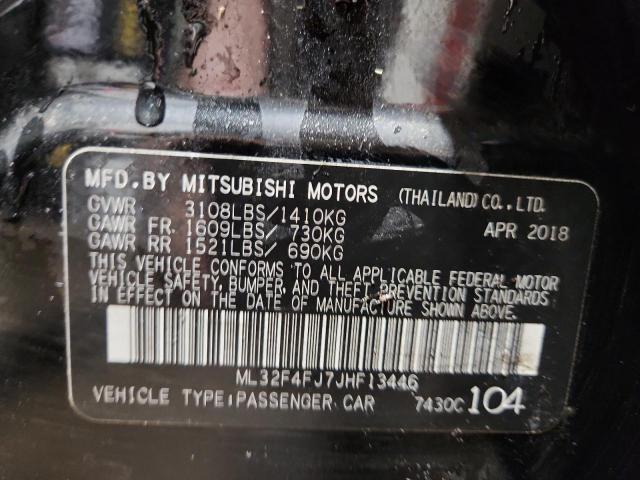 MFD.BY MITSUBISHI MOTORS (THAILAND)CO.,LTD.
GVWR 3108LBS/1410KG
GAWR FR 1609LBS/ 730KG APR 2018
GAWR RR 1521LBS/ 690KG
THIS VEHICLE CONFORMS TO ALL APPLICABLE FEDERAL MOTOR
VEHICLE SAFETY, BUMPER, AND THEFT PREVENTION STANDARDS
IN EFFECT ON THE DATE OF MANUFACTURE SHOWN ABOVE.
ML32F4FJ7JHF13446
VEHICLE TYPE:PASSENGER CAR 7430C 104